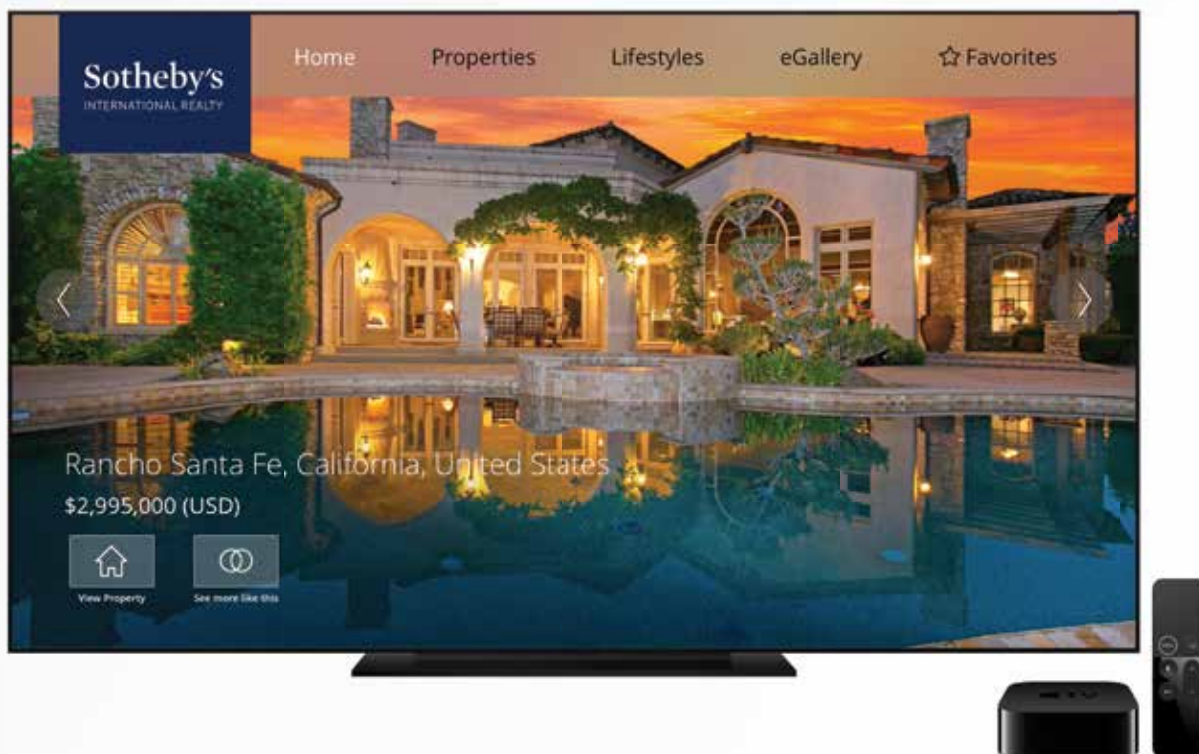 Sotheby's
INTERNATIONAL REALTY
Home
Properties
Lifestyles
eGallery
Favorites
Rancho Santa Fe, California, United States
$2,995,000 (USD)
View Property
See more like this